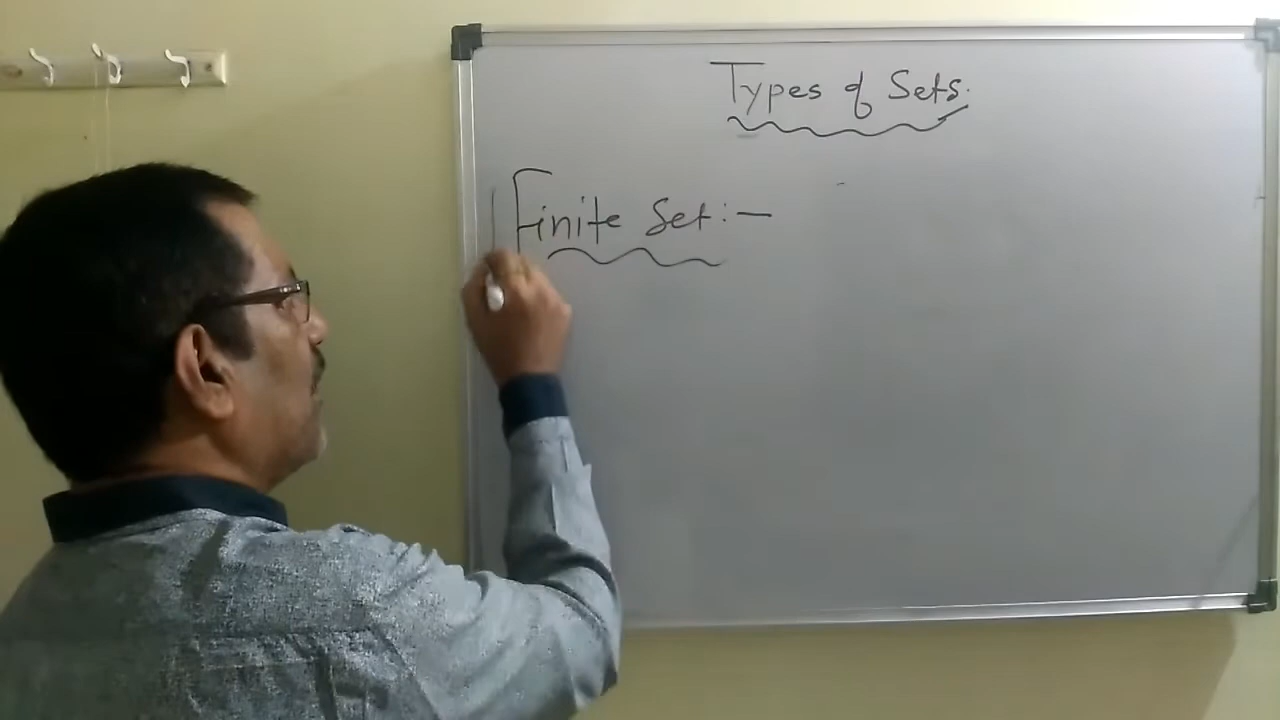 Types of Sets.
Finite Set :-